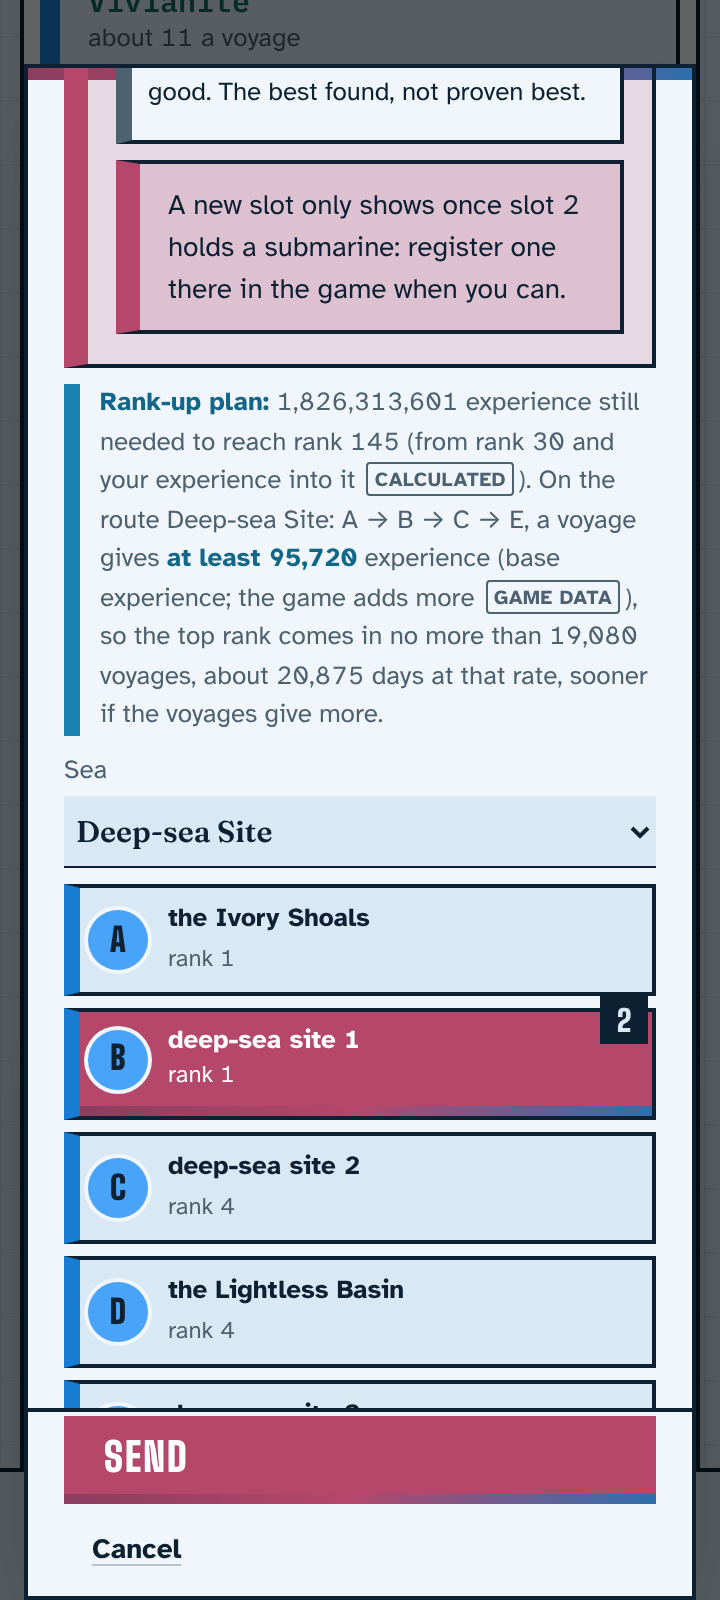 Vivianite
about 11 a voyage
good. The best found, not proven best.
A new slot only shows once slot 2
holds a submarine: register one
there in the game when you can.
Rank-up plan: 1,826,313,601 experience still
needed to reach rank 145 (from rank 30 and
your experience into it CALCULATED ). On the
route Deep-sea Site: A → B → C → E, a voyage
gives at least 95,720 experience (base
experience; the game adds more GAME DATA ),
so the top rank comes in no more than 19,080
voyages, about 20,875 days at that rate, sooner
if the voyages give more.
Sea
Deep-sea Site
A
the Ivory Shoals
rank 1
2
B
deep-sea site 1
rank 1
C
deep-sea site 2
rank 4
D
the Lightless Basin
rank 4
SEND
Cancel